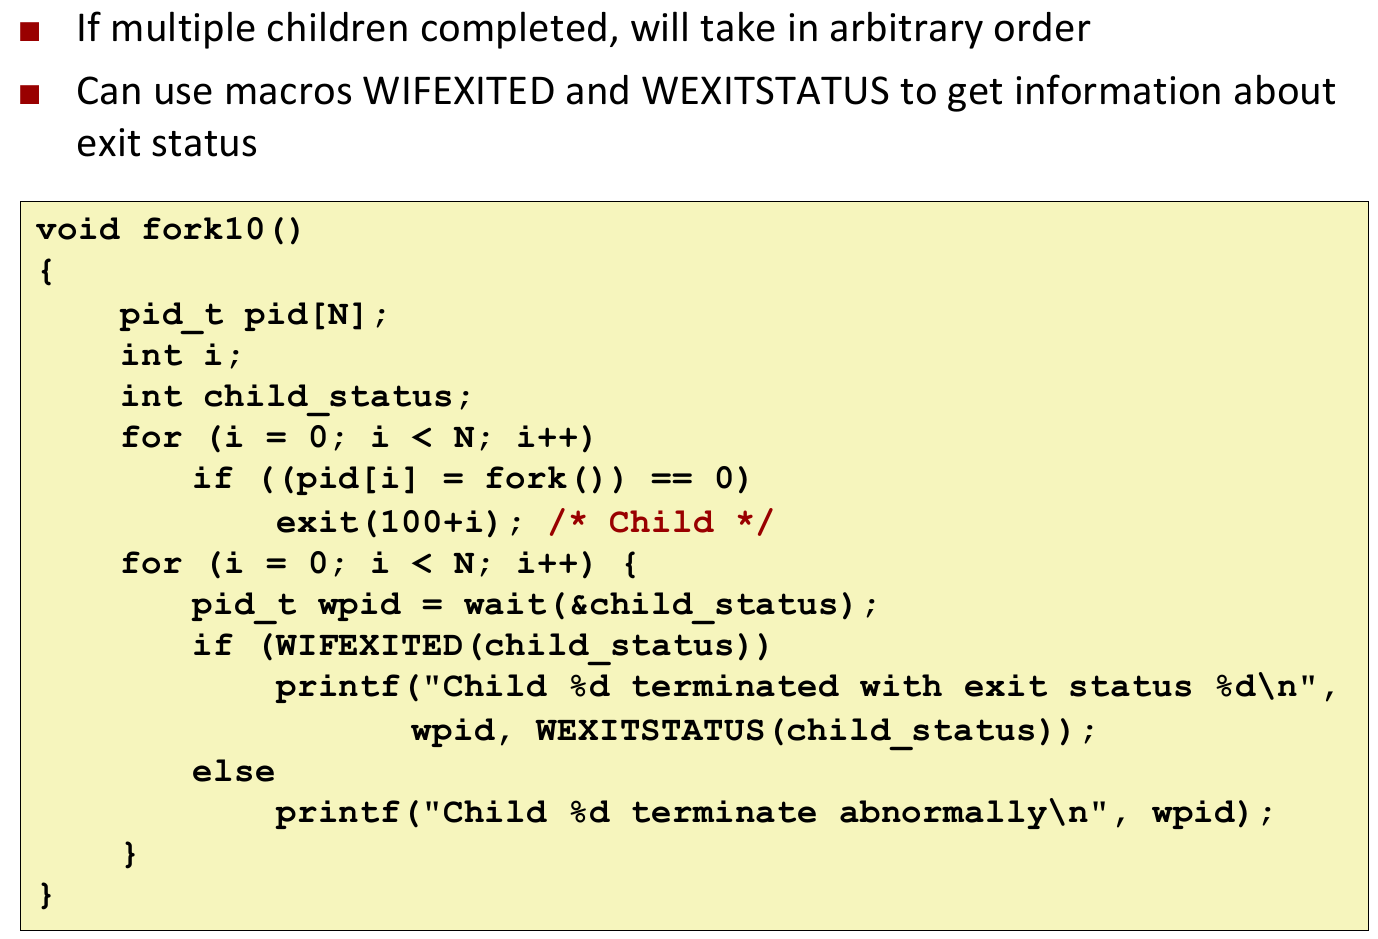 ■ If multiple children completed, will take in arbitrary order
■ Can use macros WIFEXITED and WEXITSTATUS to get information about
exit status
void fork10()
{
    pid_t pid[N];
    int i;
    int child_status;
    for (i = 0; i < N; i++)
        if ((pid[i] = fork()) == 0)
            exit(100+i); /* Child */
    for (i = 0; i < N; i++) {
        pid_t wpid = wait(&child_status);
        if (WIFEXITED(child_status))
            printf("Child %d terminated with exit status %d\n",
                  wpid, WEXITSTATUS(child_status));
        else
            printf("Child %d terminate abnormally\n", wpid);
    }
}